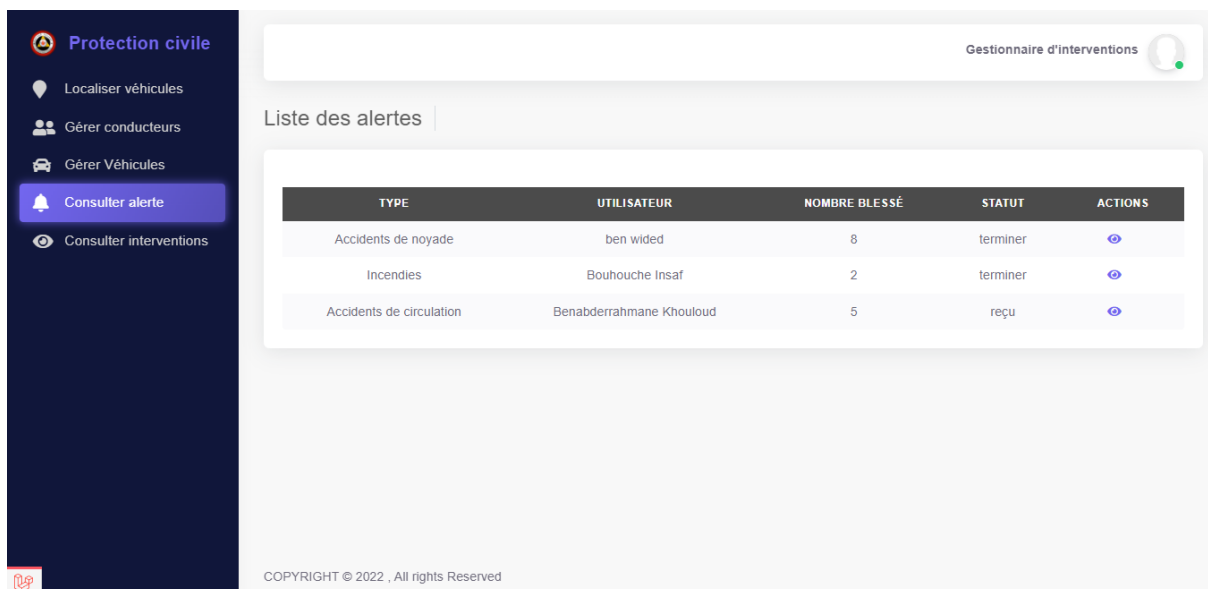 Protection civile
Localiser véhicules
Gérer conducteurs
Gérer Véhicules
Consulter alerte
Consulter interventions
Gestionnaire d'interventions
Liste des alertes
TYPE UTILISATEUR NOMBRE BLESSÉ STATUT ACTIONS
Accidents de noyade ben wided 8 terminer
Incendies Bouhouche Insaf 2 terminer
Accidents de circulation Benabderrahmane Khouloud 5 reçu
COPYRIGHT © 2022 , All rights Reserved